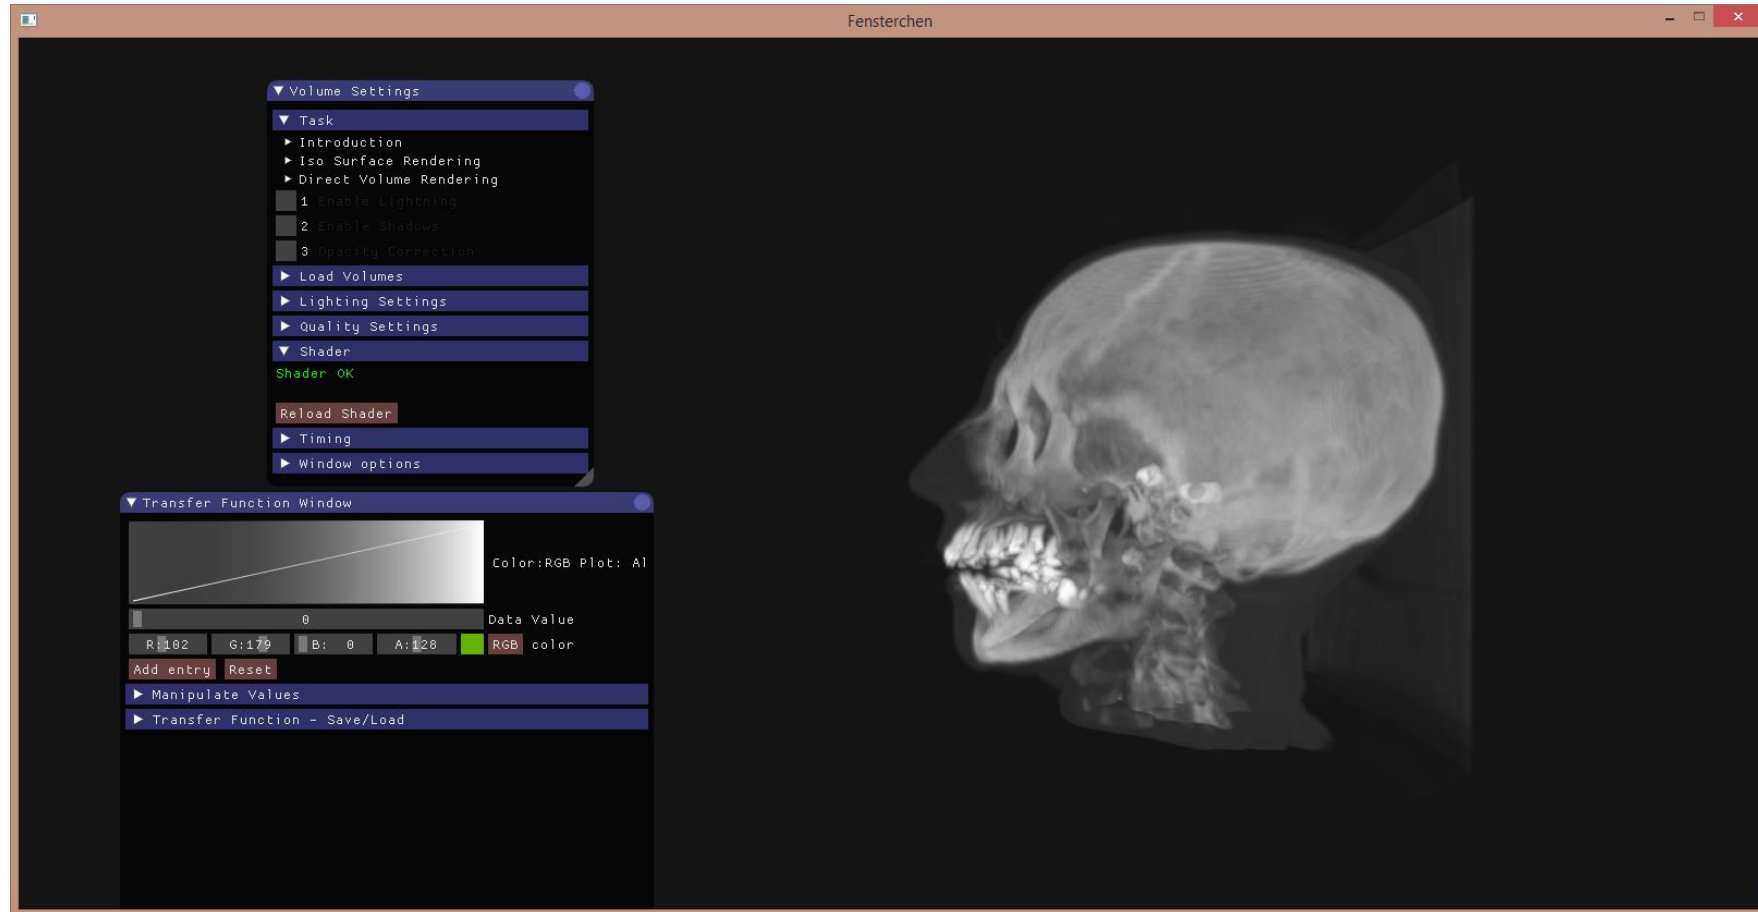 Fensterchen
Volume Settings
Task
Introduction
Iso Surface Rendering
Direct Volume Rendering
1 Enable Lightning
2 Enable Shadows
3 Opacity Correction
Load Volumes
Lighting Settings
Quality Settings
Shader
Shader OK
Reload Shader
Timing
Window options
Transfer Function Window
Color:RGB Plot: Al
0 Data Value
R:102 G:179 B: 0 A:128 RGB color
Add entry Reset
Manipulate Values
Transfer Function - Save/Load